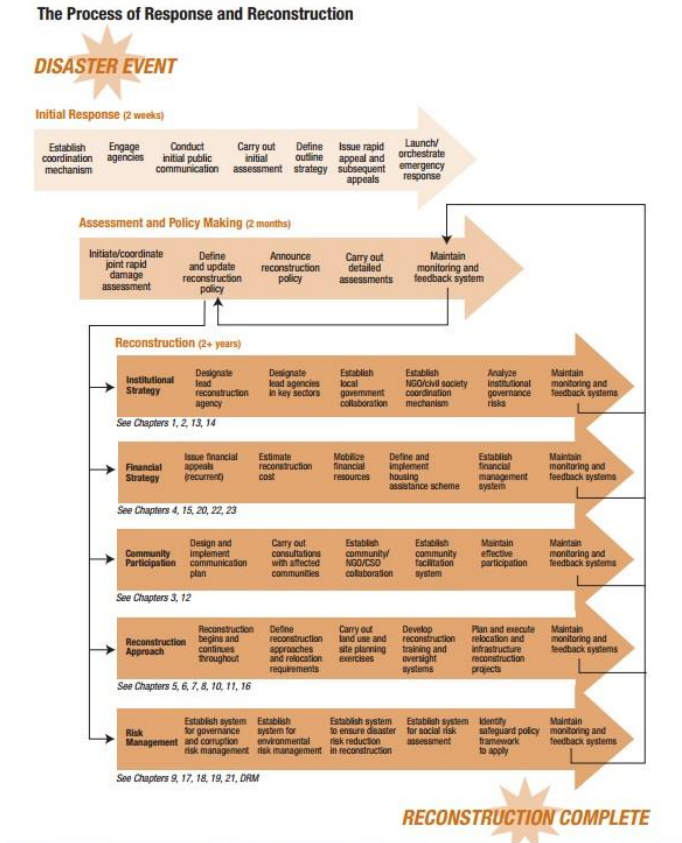 The Process of Response and Reconstruction
DISASTER EVENT
Initial Response (2 weeks)
Establish
coordination
mechanism
Engage
agencies
Conduct
initial public
communication
Carry out
initial
assessment
Define
outline
strategy
Issue rapid
appeal and
subsequent
appeals
Launch/
orchestrate
emergency
response
Assessment and Policy Making (2 months)
Initiate/coordinate
joint rapid
damage
assessment
Define
and update
reconstruction
policy
Announce
reconstruction
policy
Carry out
detailed
assessments
Maintain
monitoring and
feedback system
Reconstruction (2+ years)
Institutional
Strategy
Designate
lead
reconstruction
agency
Designate
lead agencies
in key sectors
Establish
local
government
collaboration
Establish
NGO/civil society
coordination
mechanism
Analyze
institutional
governance
risks
Maintain
monitoring and
feedback systems
See Chapters 1, 2, 13, 14
Financial
Strategy
Issue financial
appeals
(recurrent)
Estimate
reconstruction
cost
Mobilize
financial
resources
Define and
implement
housing
assistance scheme
Establish
financial
management
system
Maintain
monitoring and
feedback systems
See Chapters 4, 15, 20, 22, 23
Community
Participation
Design and
implement
communication
plan
Carry out
consultations
with affected
communities
Establish
community/
NGO/CSO
collaboration
Establish
community
facilitation
system
Maintain
effective
participation
Maintain
monitoring and
feedback systems
See Chapters 3, 12
Reconstruction
Approach
Reconstruction
begins and
continues
throughout
Define
reconstruction
approaches
and relocation
requirements
Carry out
land use and
site planning
exercises
Develop
reconstruction
training and
oversight
systems
Plan and execute
relocation and
infrastructure
reconstruction
projects
Maintain
monitoring and
feedback systems
See Chapters 5, 6, 7, 8, 10, 11, 16
Risk
Management
Establish system
for governance
and corruption
risk management
Establish
system for
environmental
risk management
Establish system
to ensure disaster
risk reduction
in reconstruction
Establish system
for social risk
assessment
Identify
safeguard policy
framework
to apply
Maintain
monitoring and
feedback systems
See Chapters 9, 17, 18, 19, 21, DRM
RECONSTRUCTION COMPLETE